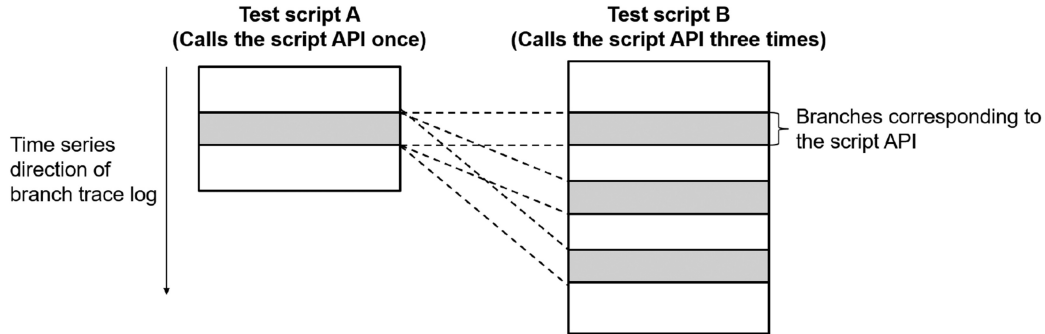 Test script A
(Calls the script API once)
Test script B
(Calls the script API three times)
Time series
direction of
branch trace log
Branches corresponding to
the script API